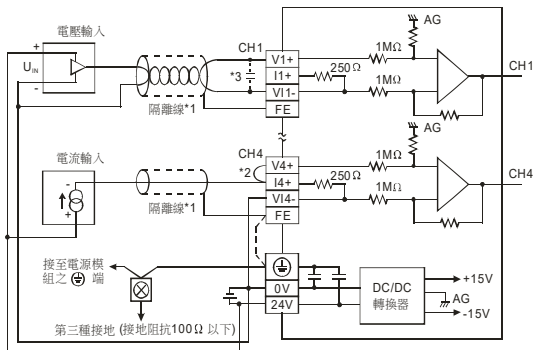 電壓輸入
+
UIN
-
隔離線*1
*3
CH1
V1+
I1+
VI1-
FE
250Ω
1MΩ
1MΩ
AG
CH1
電流輸入
-
+
隔離線*1
CH4
*2
V4+
I4+
VI4-
FE
250Ω
1MΩ
1MΩ
AG
CH4
接至電源模
組之 端
第三種接地 (接地阻抗100Ω 以下)
0V
24V
DC/DC
轉換器
+15V
AG
-15V